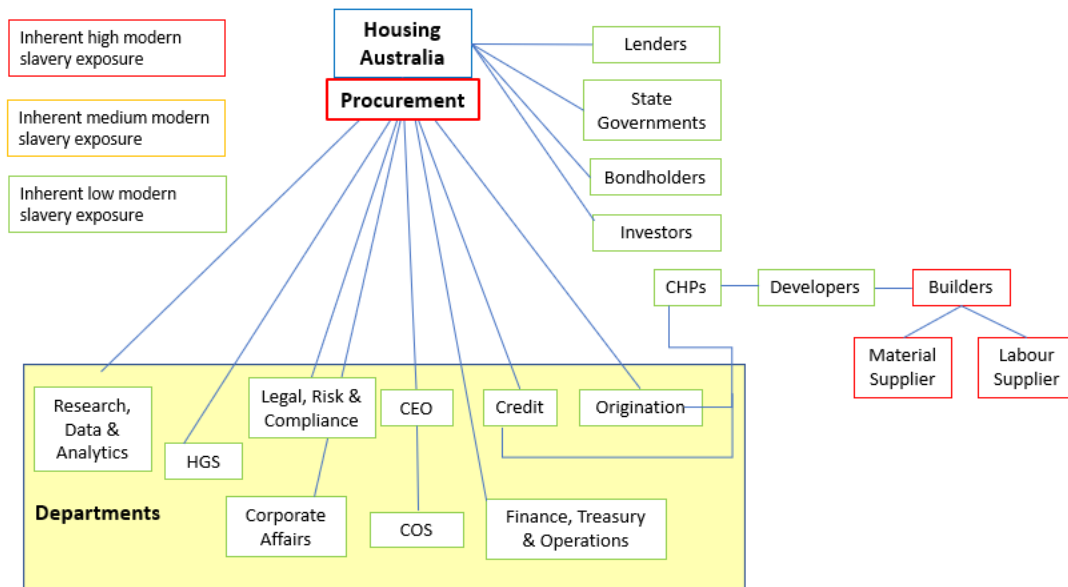 Inherent high modern
slavery exposure
Inherent medium modern
slavery exposure
Inherent low modern
slavery exposure
Housing
Australia
Procurement
Lenders
State
Governments
Bondholders
Investors
CHPs
Developers
Builders
Material
Supplier
Labour
Supplier
Research,
Data &
Analytics
HGS
Legal, Risk &
Compliance
CEO
Credit
Origination
Departments
Corporate
Affairs
COS
Finance, Treasury
& Operations